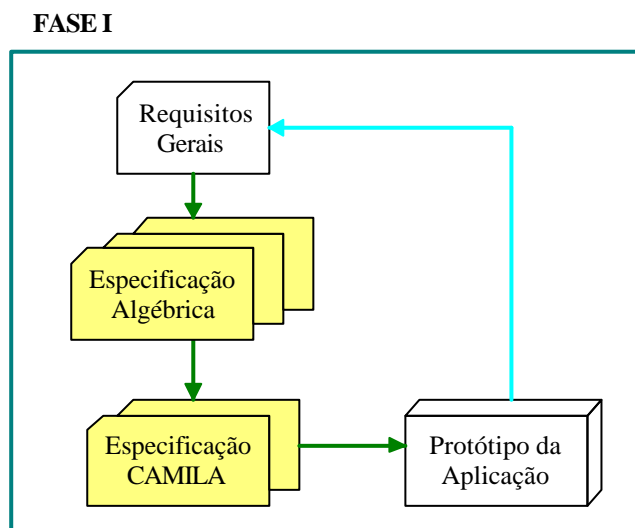 FASE I
Requisitos
Gerais
Especificação
Algébrica
Especificação
CAMILA
Protótipo da
Aplicação